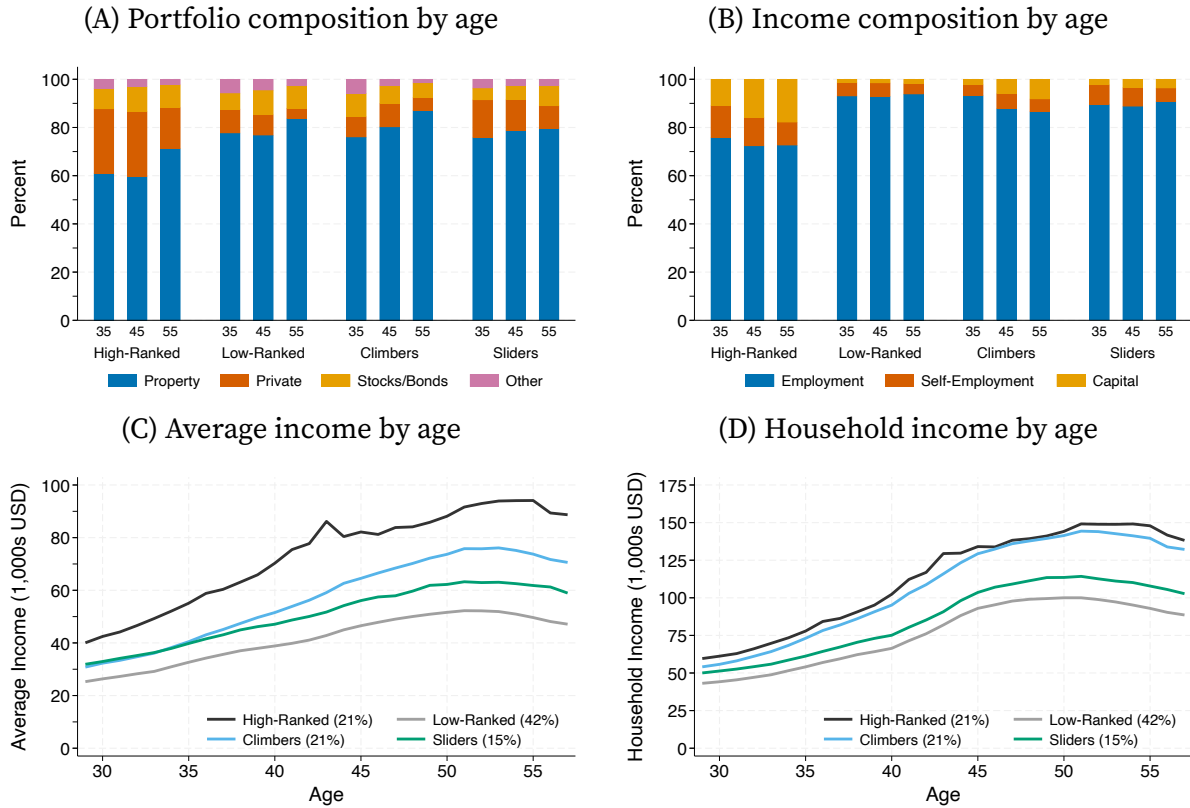 (A) Portfolio composition by age
Percent
100
80
60
40
20
0
35 45 55 35 45 55 35 45 55 35 45 55
High-Ranked Low-Ranked Climbers Sliders
Property Private Stocks/Bonds Other
(B) Income composition by age
Percent
100
80
60
40
20
0
35 45 55 35 45 55 35 45 55 35 45 55
High-Ranked Low-Ranked Climbers Sliders
Employment Self-Employment Capital
(C) Average income by age
Average Income (1,000s USD)
100
80
60
40
20
0
High-Ranked (21%) Low-Ranked (42%)
Climbers (21%) Sliders (15%)
30 35 40 45 50 55
Age
(D) Household income by age
Household Income (1,000s USD)
175
150
125
100
75
50
25
0
High-Ranked (21%) Low-Ranked (42%)
Climbers (21%) Sliders (15%)
30 35 40 45 50 55
Age